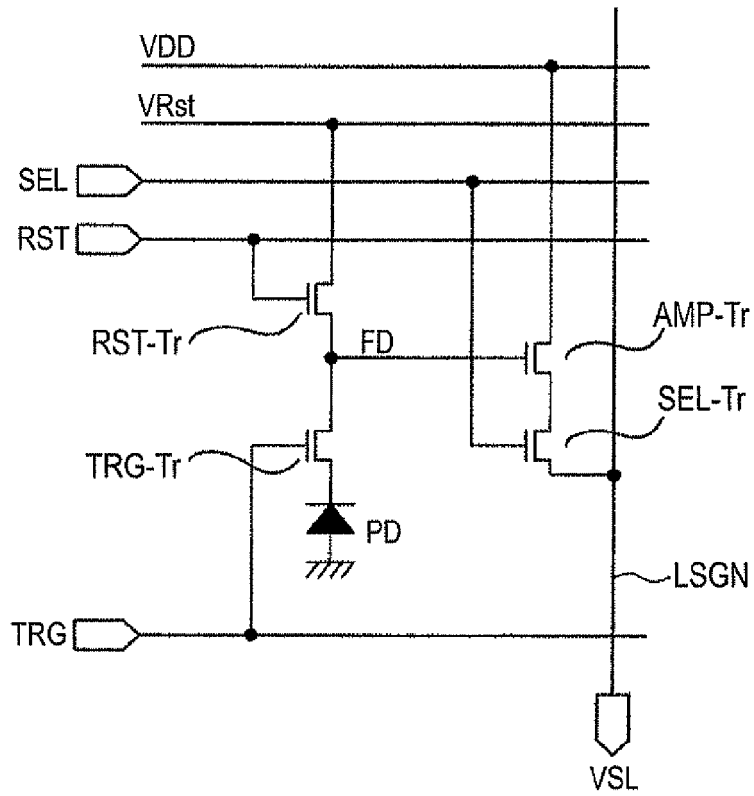 VDD
VRst
SEL
RST
RST-Tr
FD
AMP-Tr
SEL-Tr
TRG-Tr
PD
LSGN
TRG
VSL